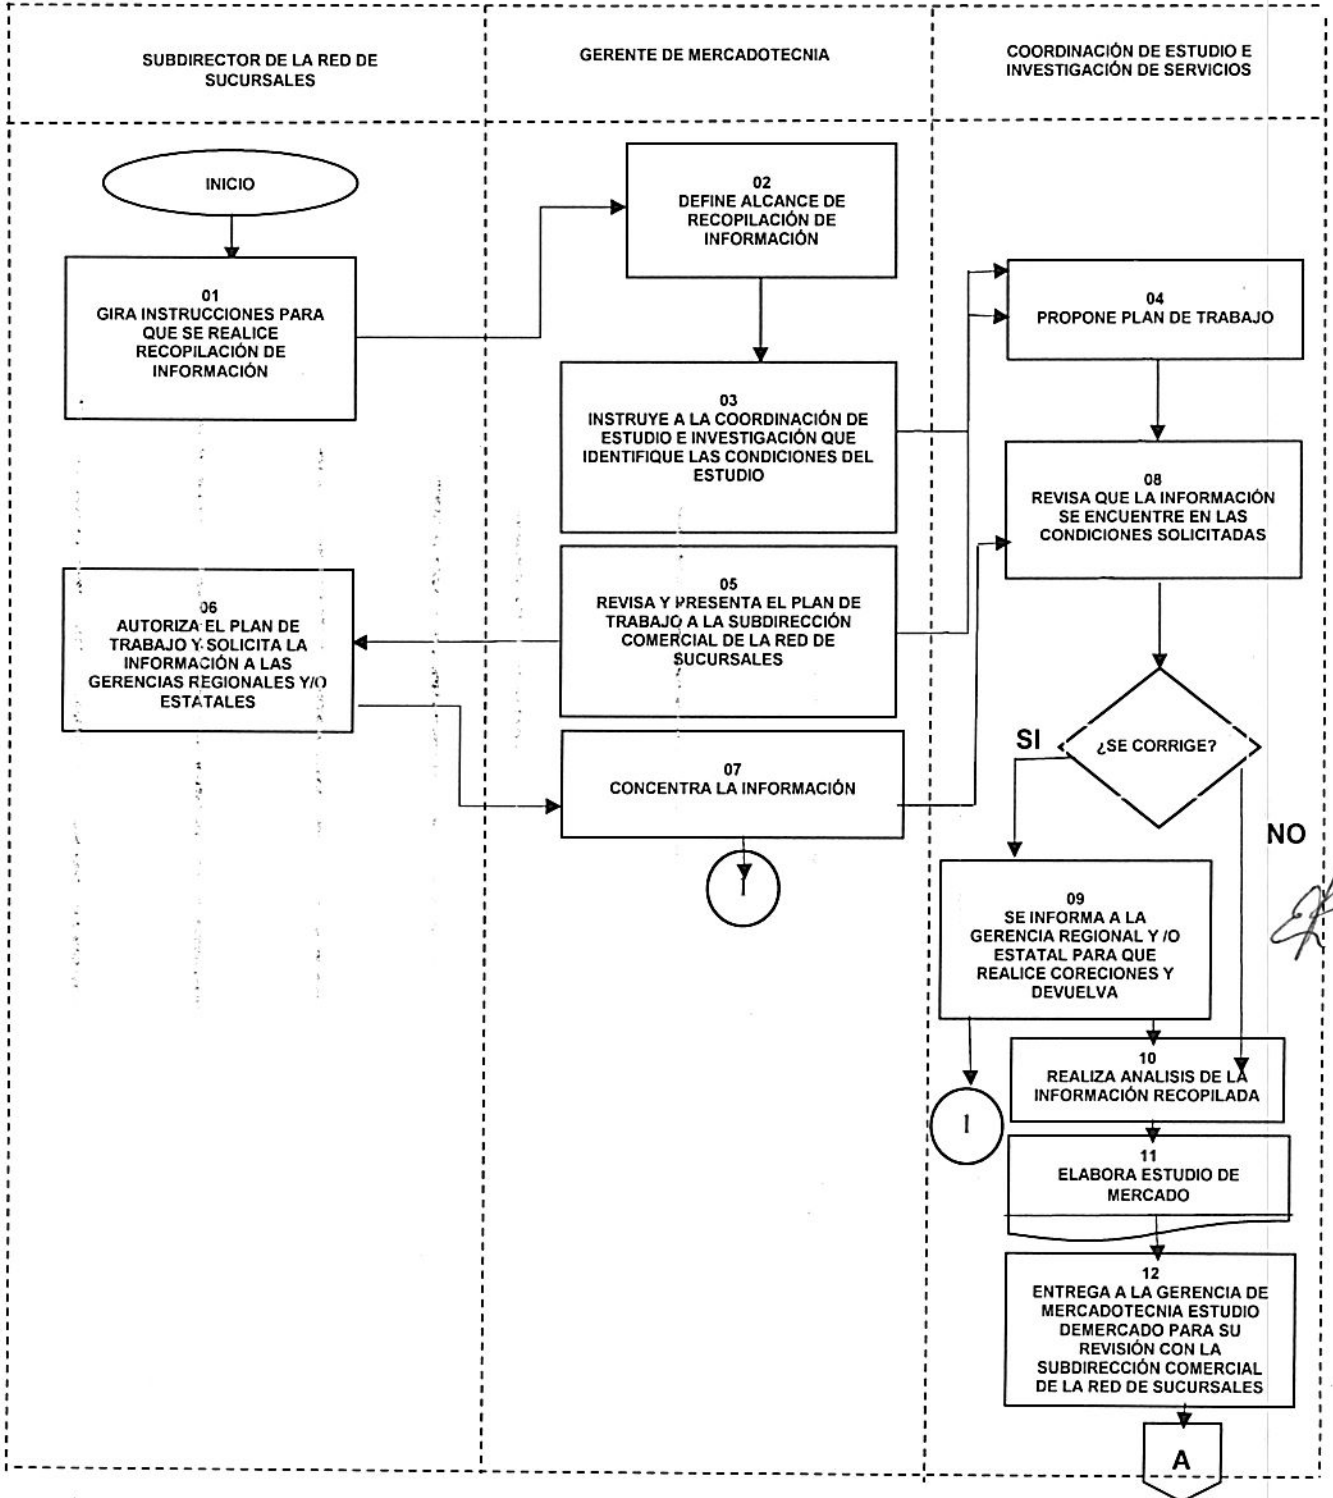 SUBDIRECTOR DE LA RED DE
SUCURSALES
GERENTE DE MERCADOTECNIA
COORDINACIÓN DE ESTUDIO E
INVESTIGACIÓN DE SERVICIOS
INICIO
01
GIRA INSTRUCCIONES PARA
QUE SE REALICE
RECOPILACIÓN DE
INFORMACIÓN
02
DEFINE ALCANCE DE
RECOPILACIÓN DE
INFORMACIÓN
03
INSTRUYE A LA COORDINACIÓN DE
ESTUDIO E INVESTIGACIÓN QUE
IDENTIFIQUE LAS CONDICIONES DEL
ESTUDIO
04
PROPONE PLAN DE TRABAJO
05
REVISA Y PRESENTA EL PLAN DE
TRABAJO A LA SUBDIRECCIÓN
COMERCIAL DE LA RED DE
SUCURSALES
06
AUTORIZA EL PLAN DE
TRABAJO Y SOLICITA LA
INFORMACIÓN A LAS
GERENCIAS REGIONALES Y/O
ESTATALES
07
CONCENTRA LA INFORMACIÓN
1
08
REVISA QUE LA INFORMACIÓN
SE ENCUENTRE EN LAS
CONDICIONES SOLICITADAS
¿SE CORRIGE?
SI
NO
09
SE INFORMA A LA
GERENCIA REGIONAL Y /O
ESTATAL PARA QUE
REALICE CORECIONES Y
DEVUELVA
1
10
REALIZA ANALISIS DE LA
INFORMACIÓN RECOPILADA
11
ELABORA ESTUDIO DE
MERCADO
12
ENTREGA A LA GERENCIA DE
MERCADOTECNIA ESTUDIO
DEMERCADO PARA SU
REVISIÓN CON LA
SUBDIRECCIÓN COMERCIAL
DE LA RED DE SUCURSALES
A